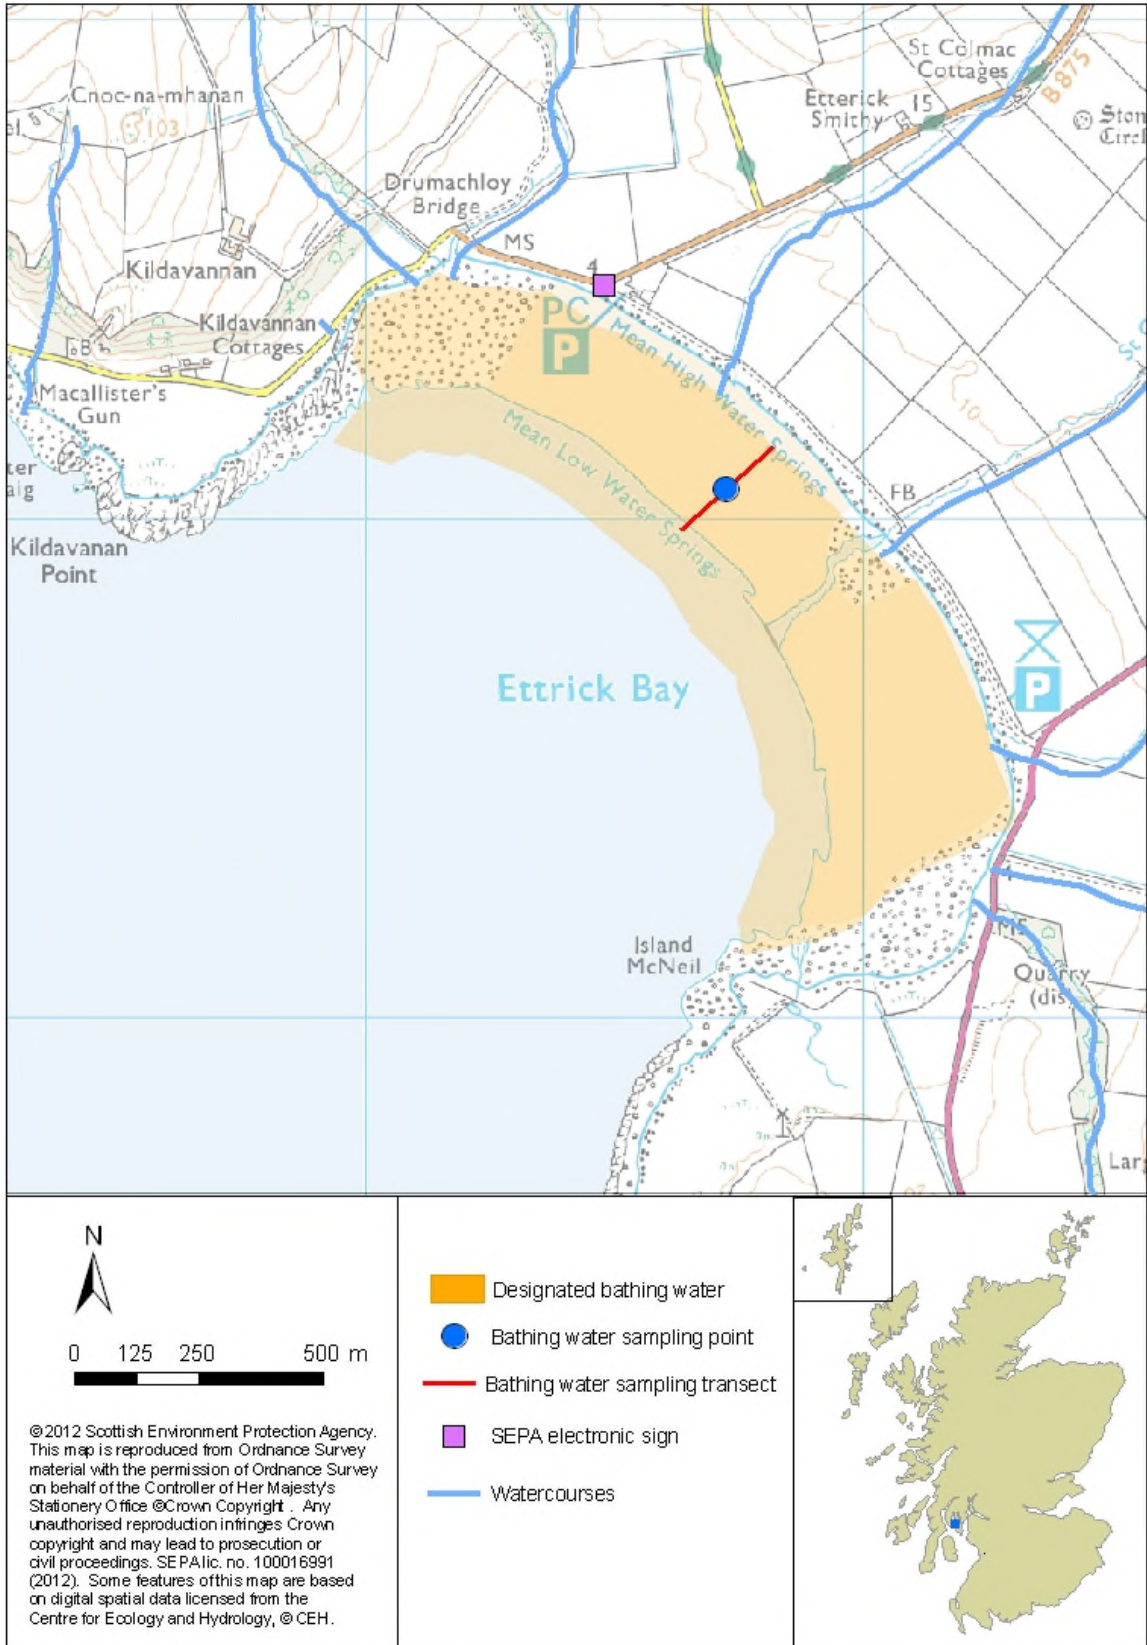 St Colmac
Cottages
B 875
Cnoc-na-mhanan
103
Etterick
Smithy
15
Drumachloy
Bridge
MS
4
Kildavannan
PC
P
Mean High Water Springs
Kildavannan
Cottages
Macallister's
Gun
10
Mean Low Water Springs
FB
Kildavanan
Point
P
Ettrick Bay
Island
McNeil
MS
Quarry
(dis)
1
N
0 125 250 500 m
©2012 Scottish Environment Protection Agency.
This map is reproduced from Ordnance Survey
material with the permission of Ordnance Survey
on behalf of the Controller of Her Majesty's
Stationery Office ©Crown Copyright . Any
unauthorised reproduction infringes Crown
copyright and may lead to prosecution or
civil proceedings. SEPA lic. no. 100016991
(2012). Some features of this map are based
on digital spatial data licensed from the
Centre for Ecology and Hydrology, © CEH.
Designated bathing water
Bathing water sampling point
Bathing water sampling transect
SEPA electronic sign
Watercourses